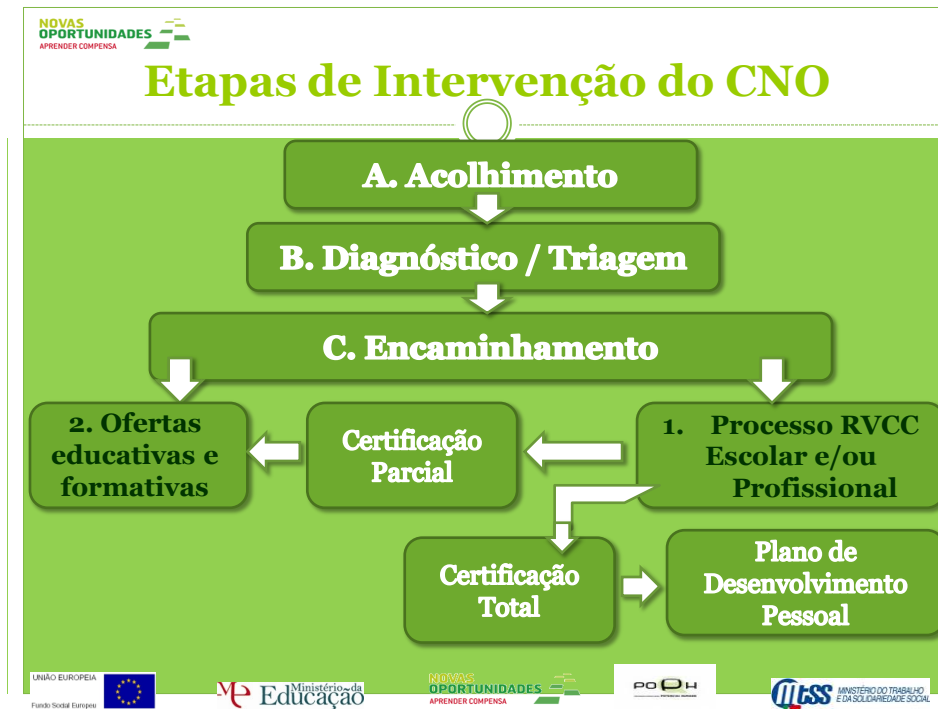 NOVAS
OPORTUNIDADES
APRENDER COMPENSA
Etapas de Intervenção do CNO
A. Acolhimento
B. Diagnóstico / Triagem
C. Encaminhamento
2. Ofertas
educativas e
formativas
Certificação
Parcial
1. Processo RVCC
Escolar e/ou
Profissional
Certificação
Total
Plano de
Desenvolvimento
Pessoal
UNIÃO EUROPEIA
Fundo Social Europeu
Ministério da
Educação
NOVAS
OPORTUNIDADES
APRENDER COMPENSA
POPH
MTSS
MINISTÉRIO DO TRABALHO
E DA SOLIDARIEDADE SOCIAL